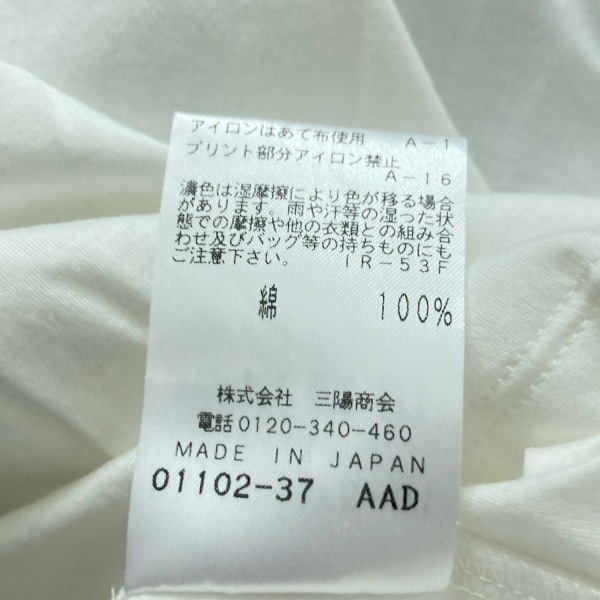 アイロンはあて布使用 A-1
プリント部分アイロン禁止
A-16
濃色は湿摩擦により色が移る場合
があります。雨や汗等の湿った状
態での摩擦や他の衣類との組み合
わせ及びバッグ等の持ちものにも
ご注意下さい。 IR-53F
綿 100%
株式会社 三陽商会
電話0120-340-460
MADE IN JAPAN
01102-37 AAD